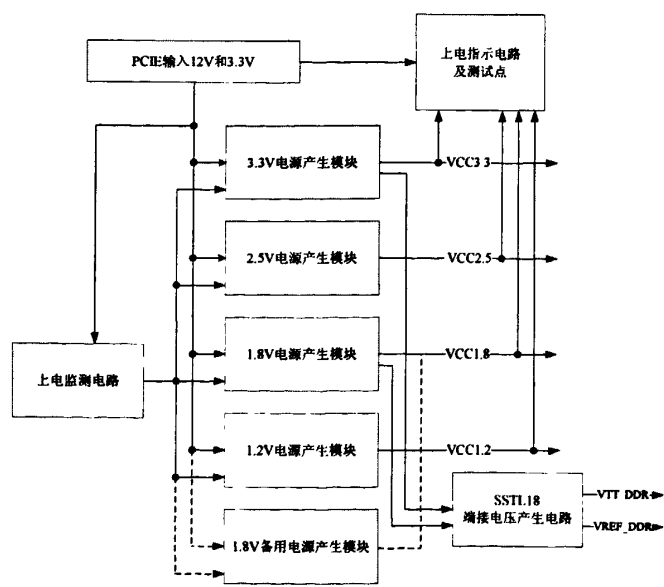 PCIE输入12V和3.3V
上电指示电路
及测试点
3.3V电源产生模块
VCC3 3
2.5V电源产生模块
VCC2.5
1.8V电源产生模块
VCC1.8
上电监测电路
1.2V电源产生模块
VCC1.2
SSTL18
端接电压产生电路
VTT_DDR
VREF_DDR
1.8V备用电源产生模块